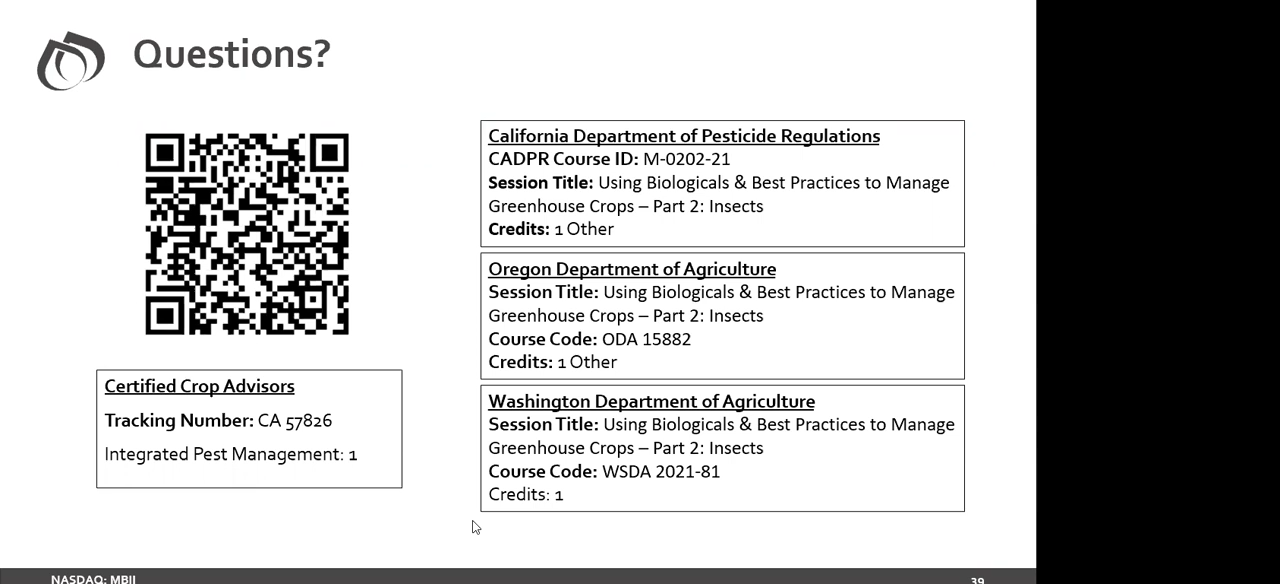 Questions?
California Department of Pesticide Regulations
CADPR Course ID: M-0202-21
Session Title: Using Biologicals & Best Practices to Manage
Greenhouse Crops – Part 2: Insects
Credits: 1 Other
Oregon Department of Agriculture
Session Title: Using Biologicals & Best Practices to Manage
Greenhouse Crops – Part 2: Insects
Course Code: ODA 15882
Credits: 1 Other
Certified Crop Advisors
Tracking Number: CA 57826
Integrated Pest Management: 1
Washington Department of Agriculture
Session Title: Using Biologicals & Best Practices to Manage
Greenhouse Crops – Part 2: Insects
Course Code: WSDA 2021-81
Credits: 1
NASDAQ: MBII
39